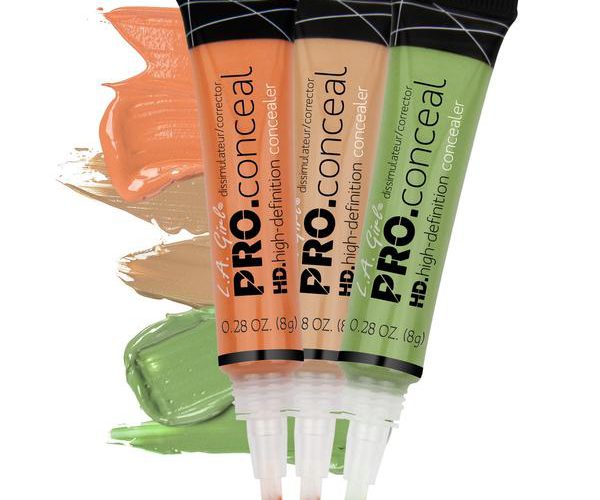 L.A. Girl®
dissimulateur/corrector
PRO.conceal
HD.high-definition concealer
0.28 OZ. (8g)
dissimulateur/corrector
PRO.conceal
HD.high-definition concealer
8 OZ. (8
L.A. Girl®
dissimulateur/corrector
PRO.conceal
HD.high-definition concealer
0.28 OZ. (8g)